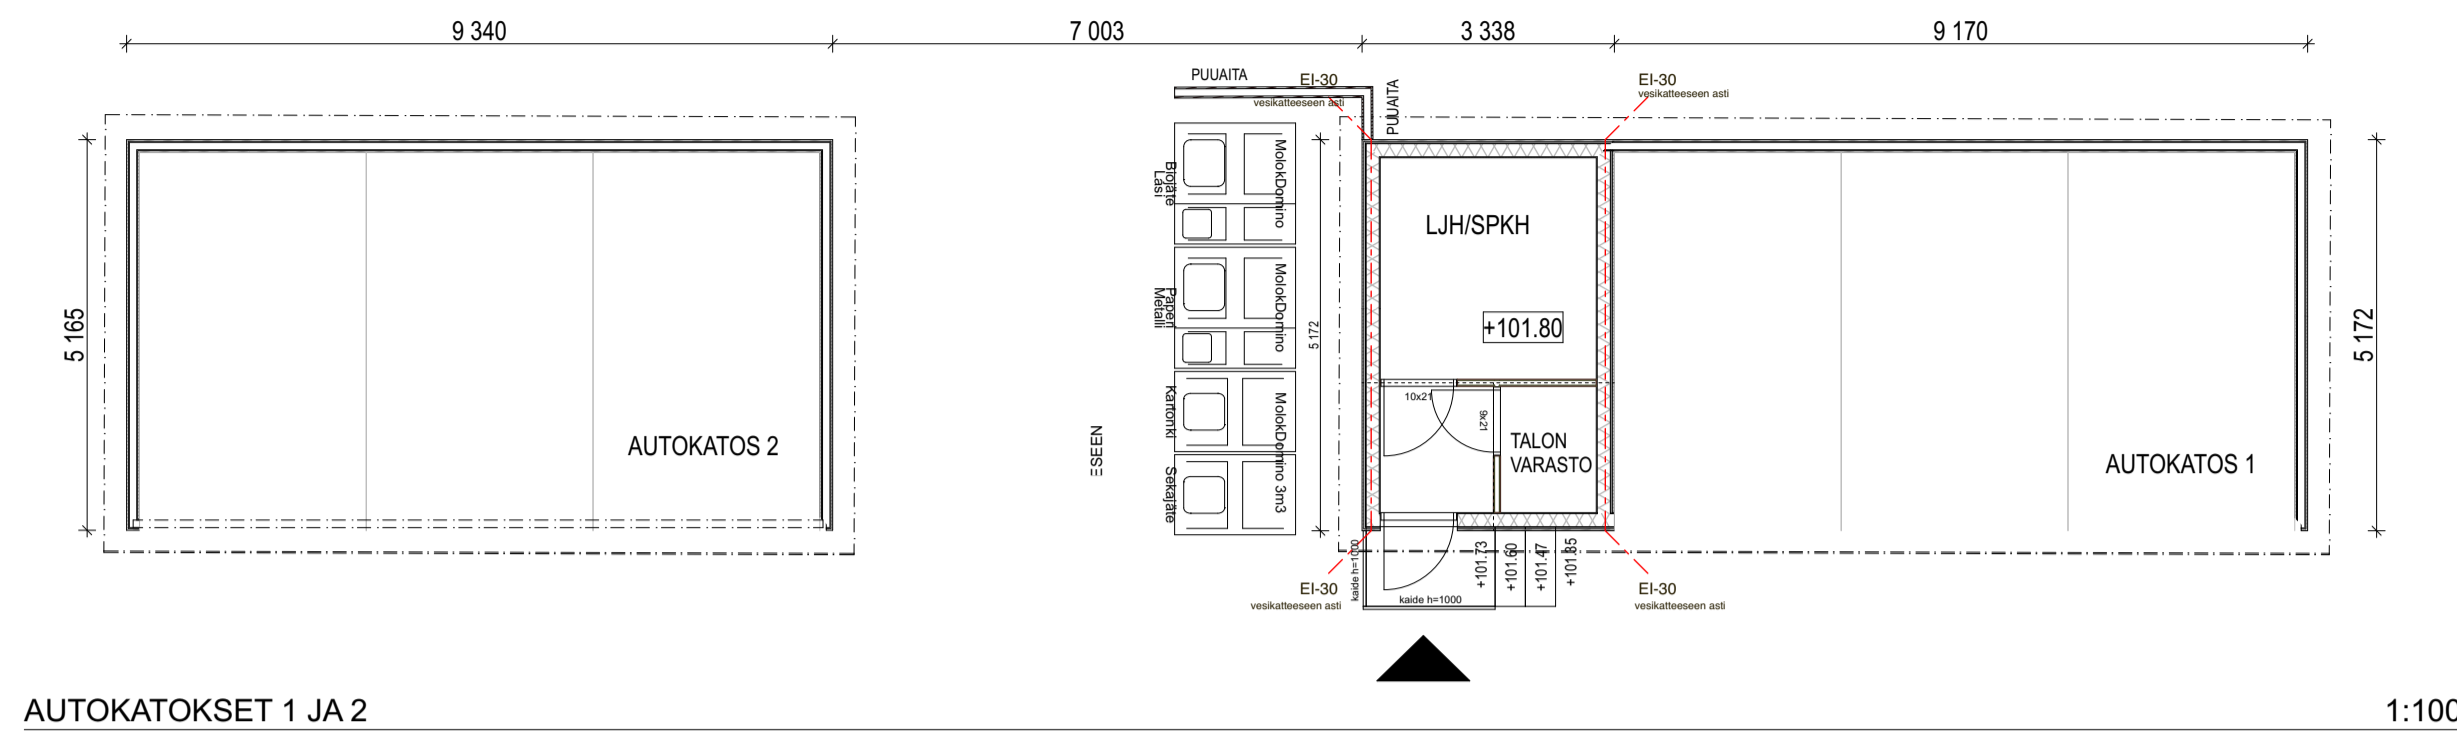 9 340
7 003
3 338
9 170
PUUAITA
EI-30
vesikatteeseen asti
PUUAITA
EI-30
vesikatteeseen asti
5 165
AUTOKATOS 2
ESEEN
Biojäte
Lasi
MolokDomino
Paperi
Metalli
MolokDomino
Kartonki
Sekajäte
MolokDomino 3m3
5 172
LJH/SPKH
+101.80
10x21
9x21
TALON
VARASTO
AUTOKATOS 1
5 172
EI-30
vesikatteeseen asti
kaide h=1000
kaide h=1000
+101.73
+101.60
+101.47
+101.35
EI-30
vesikatteeseen asti
AUTOKATOKSET 1 JA 2
1:100